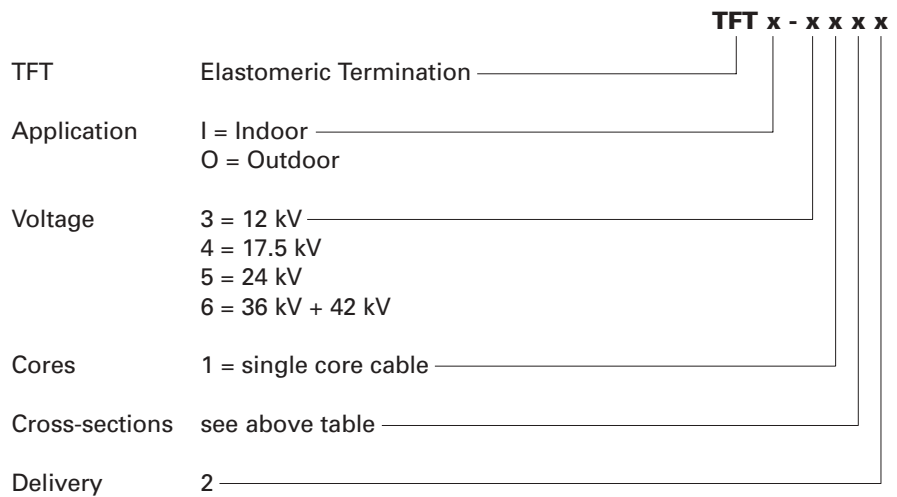 TFT x - x x x x
TFT Elastomeric Termination
Application I = Indoor
O = Outdoor
Voltage 3 = 12 kV
4 = 17.5 kV
5 = 24 kV
6 = 36 kV + 42 kV
Cores 1 = single core cable
Cross-sections see above table
Delivery 2